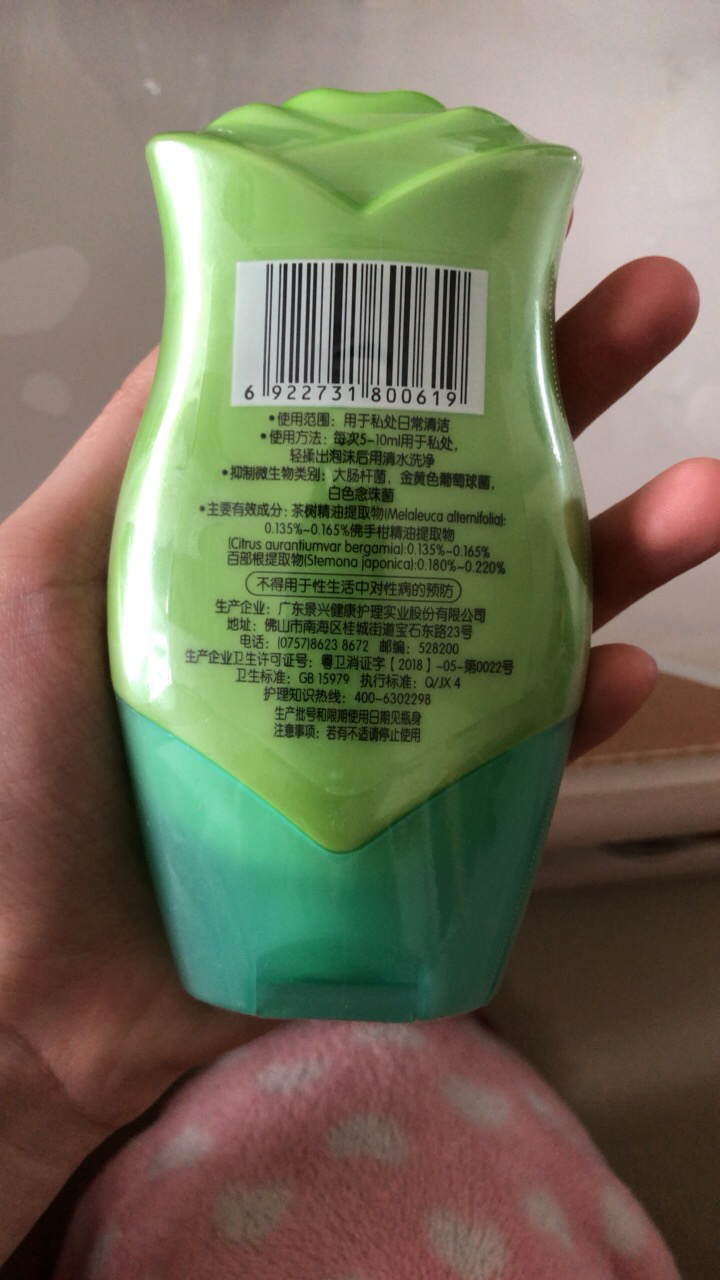 6 922731 800619
•使用范围：用于私处日常清洁
•使用方法：每次5-10ml用于私处，
轻揉出泡沫后用清水洗净
•抑制微生物类别：大肠杆菌，金黄色葡萄球菌，
白色念珠菌
•主要有效成分：茶树精油提取物(Melaleuca alternifolia):
0.135%~0.165%佛手柑精油提取物
(Citrus aurantiumvar bergamia):0.135%~0.165%
百部根提取物(Stemona japonica):0.180%~0.220%
不得用于性生活中对性病的预防
生产企业：广东景兴健康护理实业股份有限公司
地址：佛山市南海区桂城街道宝石东路23号
电话：(0757)8623 8672 邮编：528200
生产企业卫生许可证号：粤卫消证字【2018】-05-第0022号
卫生标准：GB 15979 执行标准：Q/JX 4
护理知识热线：400-6302298
生产批号和限期使用日期见瓶身
注意事项：若有不适请停止使用